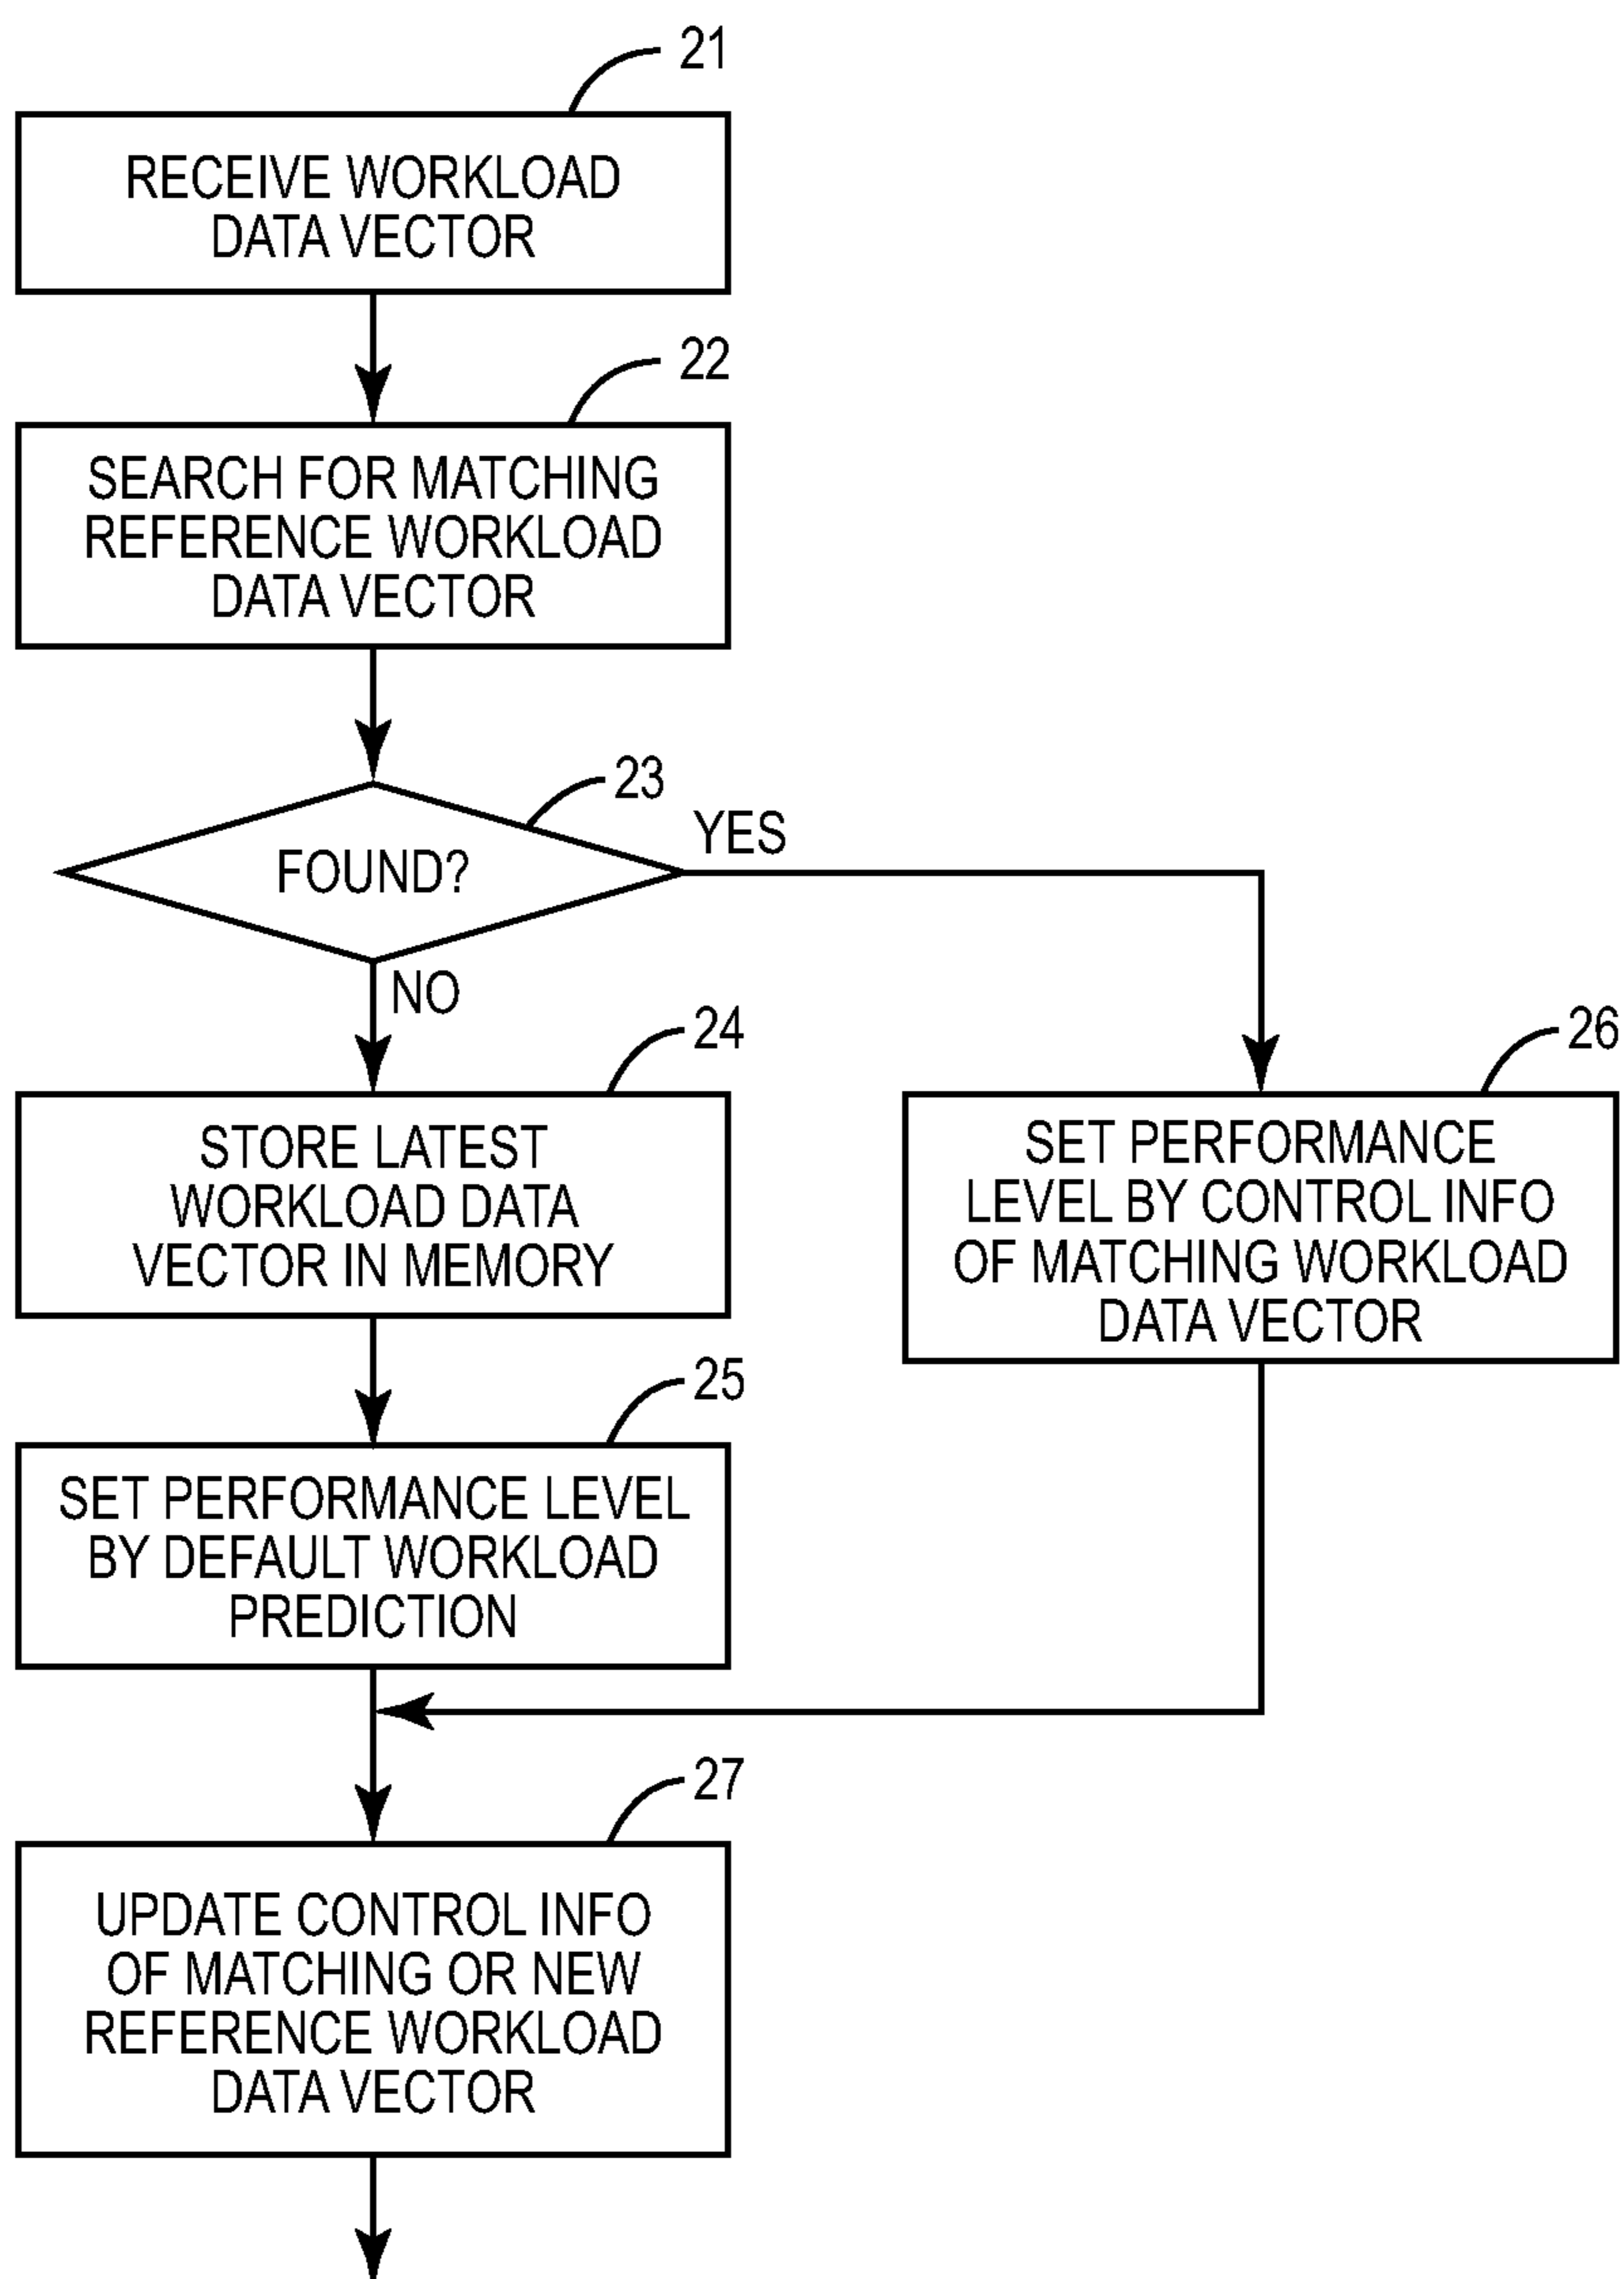 21
RECEIVE WORKLOAD
DATA VECTOR
22
SEARCH FOR MATCHING
REFERENCE WORKLOAD
DATA VECTOR
23
FOUND?
YES
NO
24
STORE LATEST
WORKLOAD DATA
VECTOR IN MEMORY
26
SET PERFORMANCE
LEVEL BY CONTROL INFO
OF MATCHING WORKLOAD
DATA VECTOR
25
SET PERFORMANCE LEVEL
BY DEFAULT WORKLOAD
PREDICTION
27
UPDATE CONTROL INFO
OF MATCHING OR NEW
REFERENCE WORKLOAD
DATA VECTOR